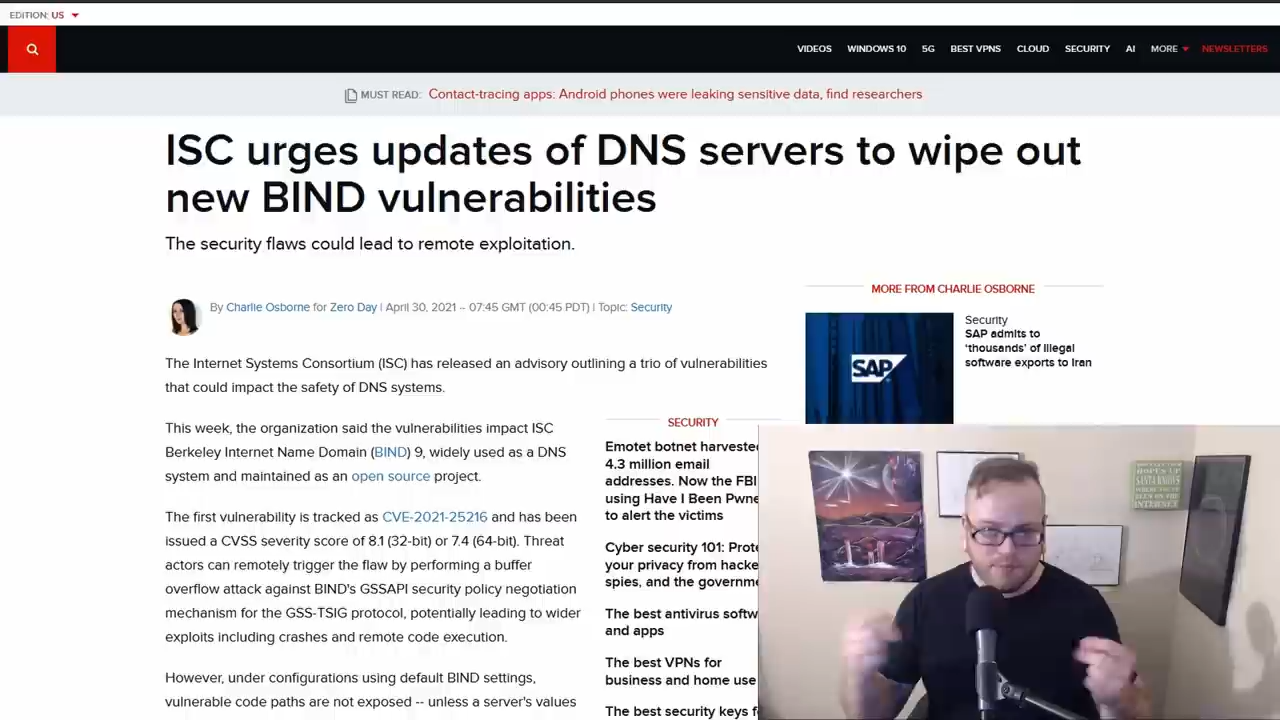 EDITION: US
VIDEOS WINDOWS 10 5G BEST VPNS CLOUD SECURITY AI MORE NEWSLETTERS
MUST READ: Contact-tracing apps: Android phones were leaking sensitive data, find researchers
ISC urges updates of DNS servers to wipe out
new BIND vulnerabilities
The security flaws could lead to remote exploitation.
By Charlie Osborne for Zero Day | April 30, 2021 -- 07:45 GMT (00:45 PDT) | Topic: Security
The Internet Systems Consortium (ISC) has released an advisory outlining a trio of vulnerabilities
that could impact the safety of DNS systems.
This week, the organization said the vulnerabilities impact ISC
Berkeley Internet Name Domain (BIND) 9, widely used as a DNS
system and maintained as an open source project.
The first vulnerability is tracked as CVE-2021-25216 and has been
issued a CVSS severity score of 8.1 (32-bit) or 7.4 (64-bit). Threat
actors can remotely trigger the flaw by performing a buffer
overflow attack against BIND's GSSAPI security policy negotiation
mechanism for the GSS-TSIG protocol, potentially leading to wider
exploits including crashes and remote code execution.
However, under configurations using default BIND settings,
vulnerable code paths are not exposed -- unless a server's values
SECURITY
Emotet botnet harvested
4.3 million email
addresses. Now the FBI
using Have I Been Pwne
to alert the victims
Cyber security 101: Prote
your privacy from hacke
spies, and the governme
The best antivirus softw
and apps
The best VPNs for
business and home use
The best security keys f
MORE FROM CHARLIE OSBORNE
SAP
Security
SAP admits to
'thousands' of illegal
software exports to Iran
HOPES UP
SANTA KNOWS
INTERNET